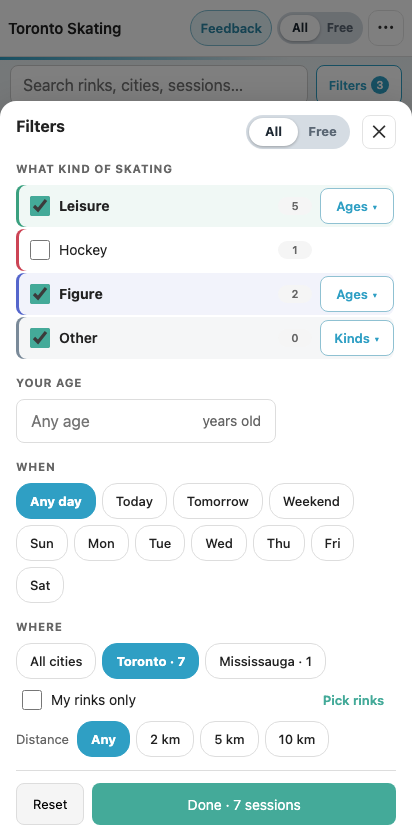 Toronto Skating
Feedback
All Free
Search rinks, cities, sessions...
Filters 3
Filters
All Free
WHAT KIND OF SKATING
Leisure 5 Ages ▾
Hockey 1
Figure 2 Ages ▾
Other 0 Kinds ▾
YOUR AGE
Any age years old
WHEN
Any day Today Tomorrow Weekend
Sun Mon Tue Wed Thu Fri
Sat
WHERE
All cities Toronto · 7 Mississauga · 1
My rinks only Pick rinks
Distance Any 2 km 5 km 10 km
Reset Done · 7 sessions